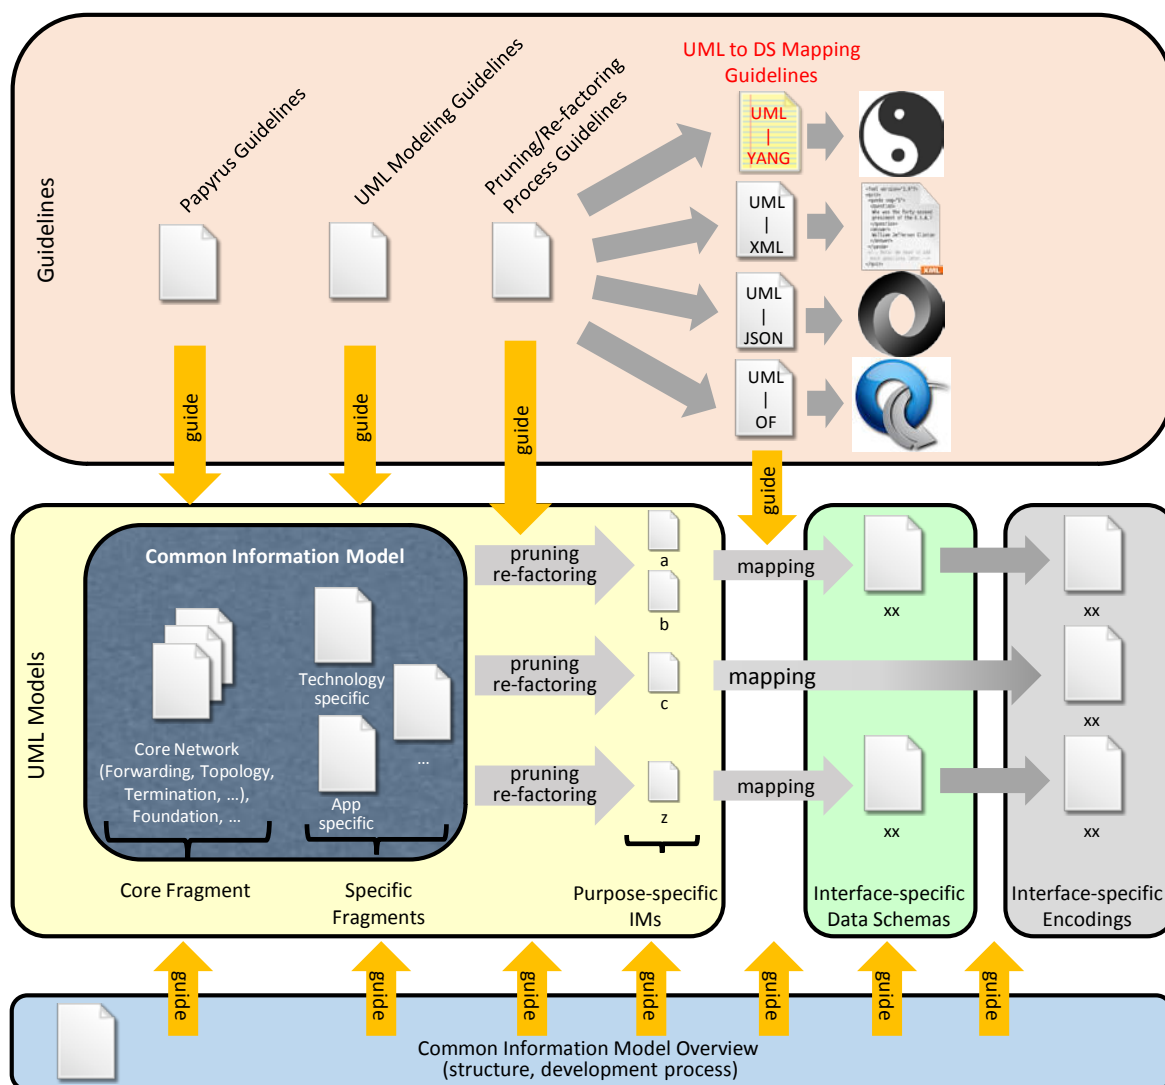 Guidelines
Papyrus Guidelines
UML Modeling Guidelines
Pruning/Re-factoring
Process Guidelines
UML to DS Mapping
Guidelines
UML
|
YANG
UML
|
XML
XML
UML
|
JSON
UML
|
OF
guide
guide
guide
guide
UML Models
Common Information Model
Core Network
(Forwarding, Topology,
Termination, …),
Foundation, …
Technology
specific
App
specific
…
pruning
re-factoring
pruning
re-factoring
pruning
re-factoring
a
b
c
z
mapping
mapping
mapping
xx
xx
xx
xx
xx
Core Fragment
Specific
Fragments
Purpose-specific
IMs
Interface-specific
Data Schemas
Interface-specific
Encodings
guide
guide
guide
guide
guide
guide
guide
Common Information Model Overview
(structure, development process)